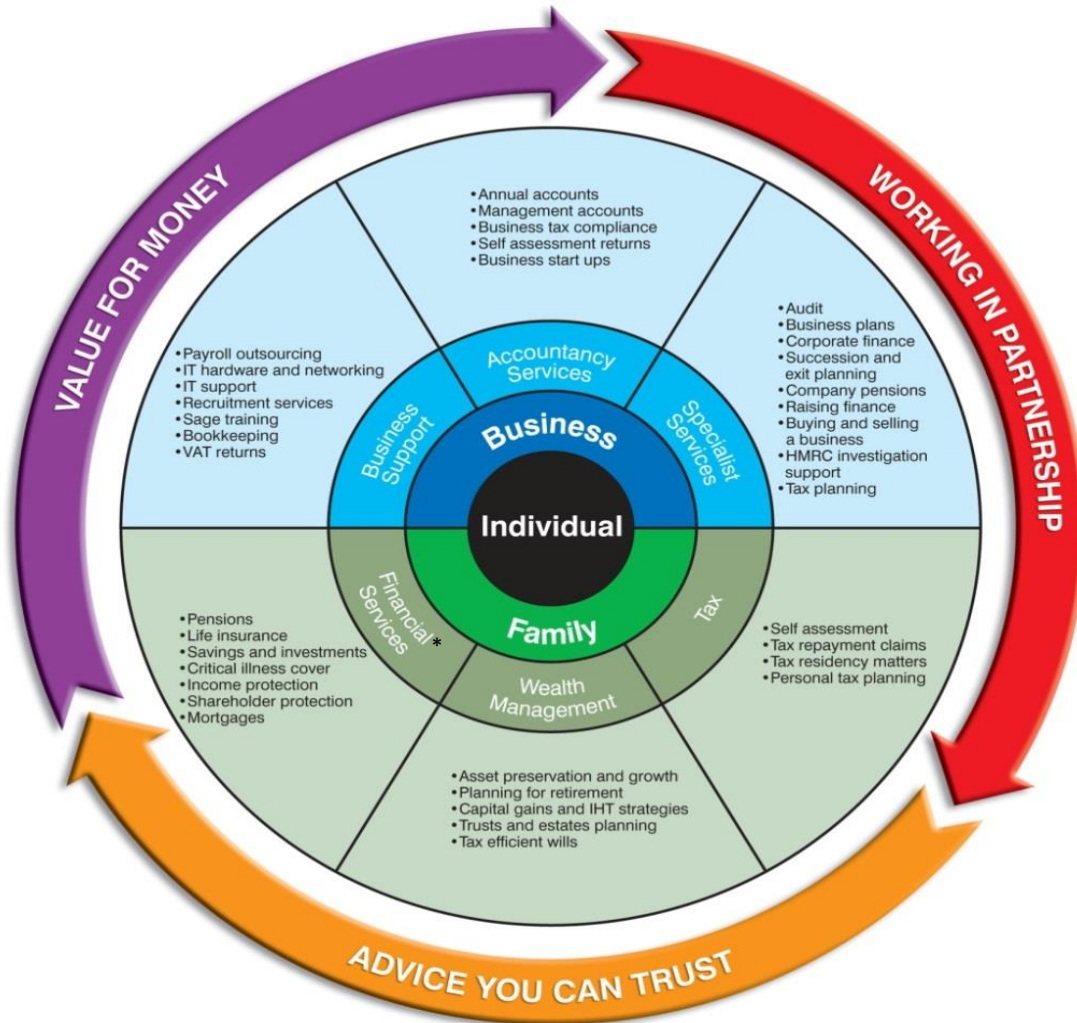 VALUE FOR MONEY
WORKING IN PARTNERSHIP
ADVICE YOU CAN TRUST
•Annual accounts
•Management accounts
•Business tax compliance
•Self assessment returns
•Business start ups
•Payroll outsourcing
•IT hardware and networking
•IT support
•Recruitment services
•Sage training
•Bookkeeping
•VAT returns
•Audit
•Business plans
•Corporate finance
•Succession and
exit planning
•Company pensions
•Raising finance
•Buying and selling
a business
•HMRC investigation
support
•Tax planning
Accountancy
Services
Business
Support
Specialist
Services
Business
Individual
Family
Financial
Services*
Wealth
Management
Tax
•Pensions
•Life insurance
•Savings and investments
•Critical illness cover
•Income protection
•Shareholder protection
•Mortgages
•Self assessment
•Tax repayment claims
•Tax residency matters
•Personal tax planning
•Asset preservation and growth
•Planning for retirement
•Capital gains and IHT strategies
•Trusts and estates planning
•Tax efficient wills